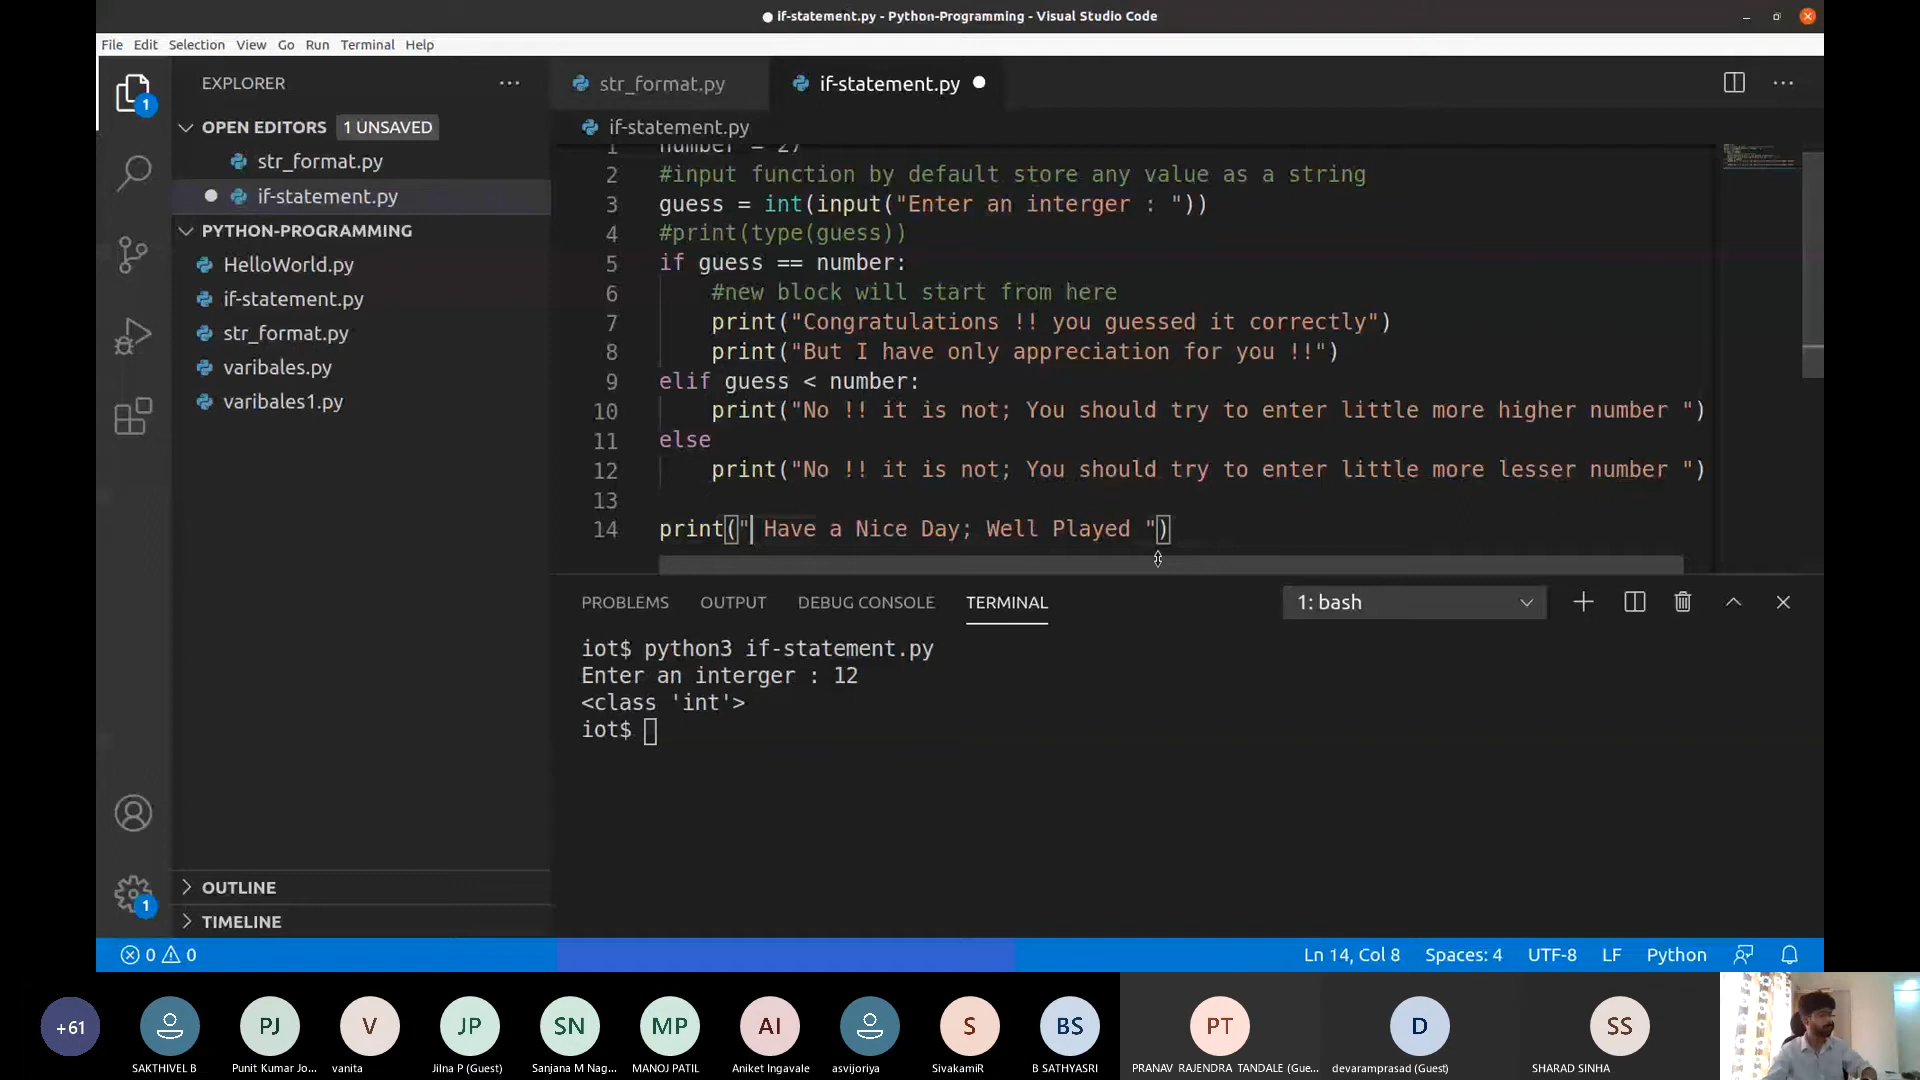 if-statement.py - Python-Programming - Visual Studio Code
File Edit Selection View Go Run Terminal Help
EXPLORER
OPEN EDITORS 1 UNSAVED
str_format.py
if-statement.py
PYTHON-PROGRAMMING
HelloWorld.py
if-statement.py
str_format.py
varibales.py
varibales1.py
OUTLINE
TIMELINE
str_format.py if-statement.py
if-statement.py
1 number = 27
2 #input function by default store any value as a string
3 guess = int(input("Enter an interger : "))
4 #print(type(guess))
5 if guess == number:
6 #new block will start from here
7 print("Congratulations !! you guessed it correctly")
8 print("But I have only appreciation for you !!")
9 elif guess < number:
10 print("No !! it is not; You should try to enter little more higher number ")
11 else
12 print("No !! it is not; You should try to enter little more lesser number ")
13
14 print(" Have a Nice Day; Well Played ")
PROBLEMS OUTPUT DEBUG CONSOLE TERMINAL 1: bash
iot$ python3 if-statement.py
Enter an interger : 12
<class 'int'>
iot$
1
1
0 0 Ln 14, Col 8 Spaces: 4 UTF-8 LF Python
+61 PJ V JP SN MP AI S BS PT D SS
SAKTHIVEL B Punit Kumar Jo... vanita Jilna P (Guest) Sanjana M Nag... MANOJ PATIL Aniket Ingavale asvijoriya SivakamiR B SATHYASRI PRANAV RAJENDRA TANDALE (Gue... devaramprasad (Guest) SHARAD SINHA